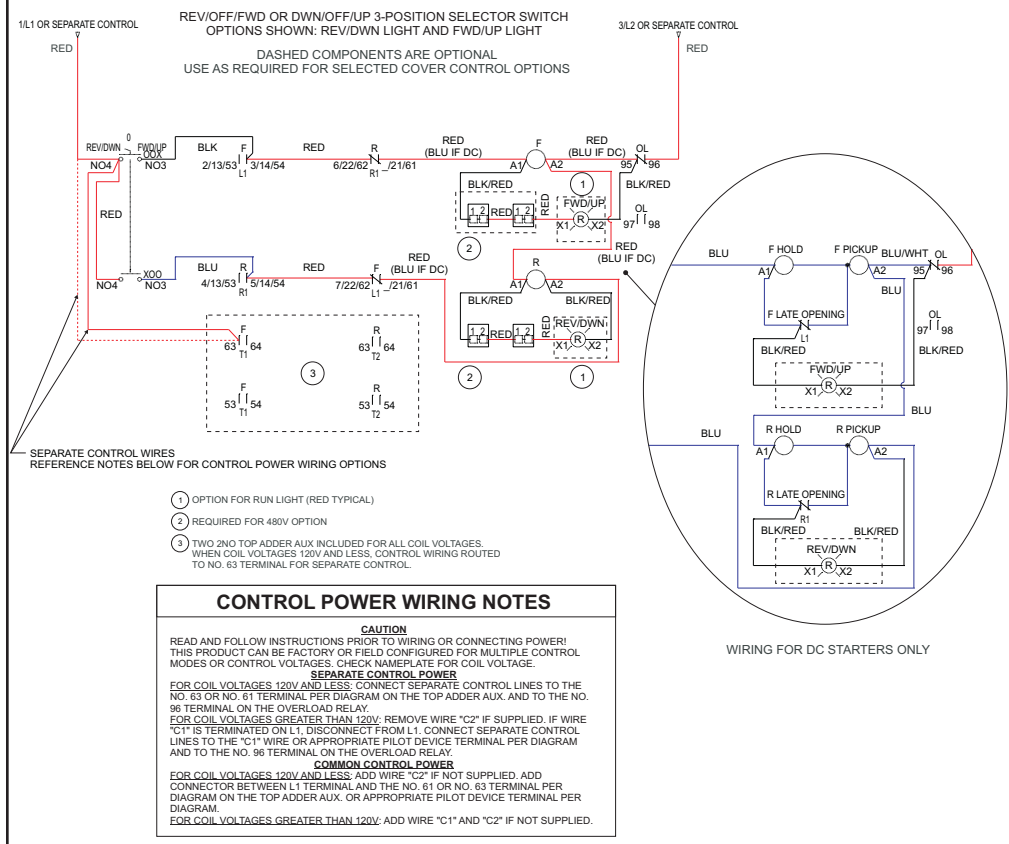 REV/OFF/FWD OR DWN/OFF/UP 3-POSITION SELECTOR SWITCH
OPTIONS SHOWN: REV/DWN LIGHT AND FWD/UP LIGHT
DASHED COMPONENTS ARE OPTIONAL
USE AS REQUIRED FOR SELECTED COVER CONTROL OPTIONS
1/L1 OR SEPARATE CONTROL
RED
3/L2 OR SEPARATE CONTROL
RED
REV/DWN
0
FWD/UP
OOX
NO4
NO3
BLK
F
2/13/53
3/14/54
L1
RED
R
6/22/62
_/21/61
R1
RED
(BLU IF DC)
F
A1
A2
RED
(BLU IF DC)
OL
95
96
BLK/RED
BLK/RED
1 2
RED
1 2
RED
1
FWD/UP
X1
R
X2
OL
97
98
2
RED
RED
(BLU IF DC)
XOO
NO4
NO3
BLU
R
4/13/53
5/14/54
R1
RED
F
7/22/62
_/21/61
L1
RED
(BLU IF DC)
R
A1
A2
BLK/RED
BLK/RED
1 2
RED
1 2
RED
REV/DWN
X1
R
X2
2
1
F
63
64
T1
R
63
64
T2
3
F
53
54
T1
R
53
54
T2
SEPARATE CONTROL WIRES
REFERENCE NOTES BELOW FOR CONTROL POWER WIRING OPTIONS
BLU
F HOLD
F PICKUP
BLU/WHT
OL
A1
A2
95
96
BLU
F LATE OPENING
L1
OL
97
98
BLK/RED
BLK/RED
FWD/UP
X1
R
X2
BLU
BLU
R HOLD
R PICKUP
A1
A2
R LATE OPENING
R1
BLK/RED
BLK/RED
REV/DWN
X1
R
X2
WIRING FOR DC STARTERS ONLY
1 OPTION FOR RUN LIGHT (RED TYPICAL)
2 REQUIRED FOR 480V OPTION
3 TWO 2NO TOP ADDER AUX INCLUDED FOR ALL COIL VOLTAGES.
WHEN COIL VOLTAGES 120V AND LESS, CONTROL WIRING ROUTED
TO NO. 63 TERMINAL FOR SEPARATE CONTROL.
CONTROL POWER WIRING NOTES
CAUTION
READ AND FOLLOW INSTRUCTIONS PRIOR TO WIRING OR CONNECTING POWER!
THIS PRODUCT CAN BE FACTORY OR FIELD CONFIGURED FOR MULTIPLE CONTROL
MODES OR CONTROL VOLTAGES. CHECK NAMEPLATE FOR COIL VOLTAGE.
SEPARATE CONTROL POWER
FOR COIL VOLTAGES 120V AND LESS: CONNECT SEPARATE CONTROL LINES TO THE
NO. 63 OR NO. 61 TERMINAL PER DIAGRAM ON THE TOP ADDER AUX. AND TO THE NO.
96 TERMINAL ON THE OVERLOAD RELAY.
FOR COIL VOLTAGES GREATER THAN 120V: REMOVE WIRE "C2" IF SUPPLIED. IF WIRE
"C1" IS TERMINATED ON L1, DISCONNECT FROM L1. CONNECT SEPARATE CONTROL
LINES TO THE "C1" WIRE OR APPROPRIATE PILOT DEVICE TERMINAL PER DIAGRAM
AND TO THE NO. 96 TERMINAL ON THE OVERLOAD RELAY.
COMMON CONTROL POWER
FOR COIL VOLTAGES 120V AND LESS: ADD WIRE "C2" IF NOT SUPPLIED. ADD
CONNECTOR BETWEEN L1 TERMINAL AND THE NO. 61 OR NO. 63 TERMINAL PER
DIAGRAM ON THE TOP ADDER AUX. OR APPROPRIATE PILOT DEVICE TERMINAL PER
DIAGRAM.
FOR COIL VOLTAGES GREATER THAN 120V: ADD WIRE "C1" AND "C2" IF NOT SUPPLIED.